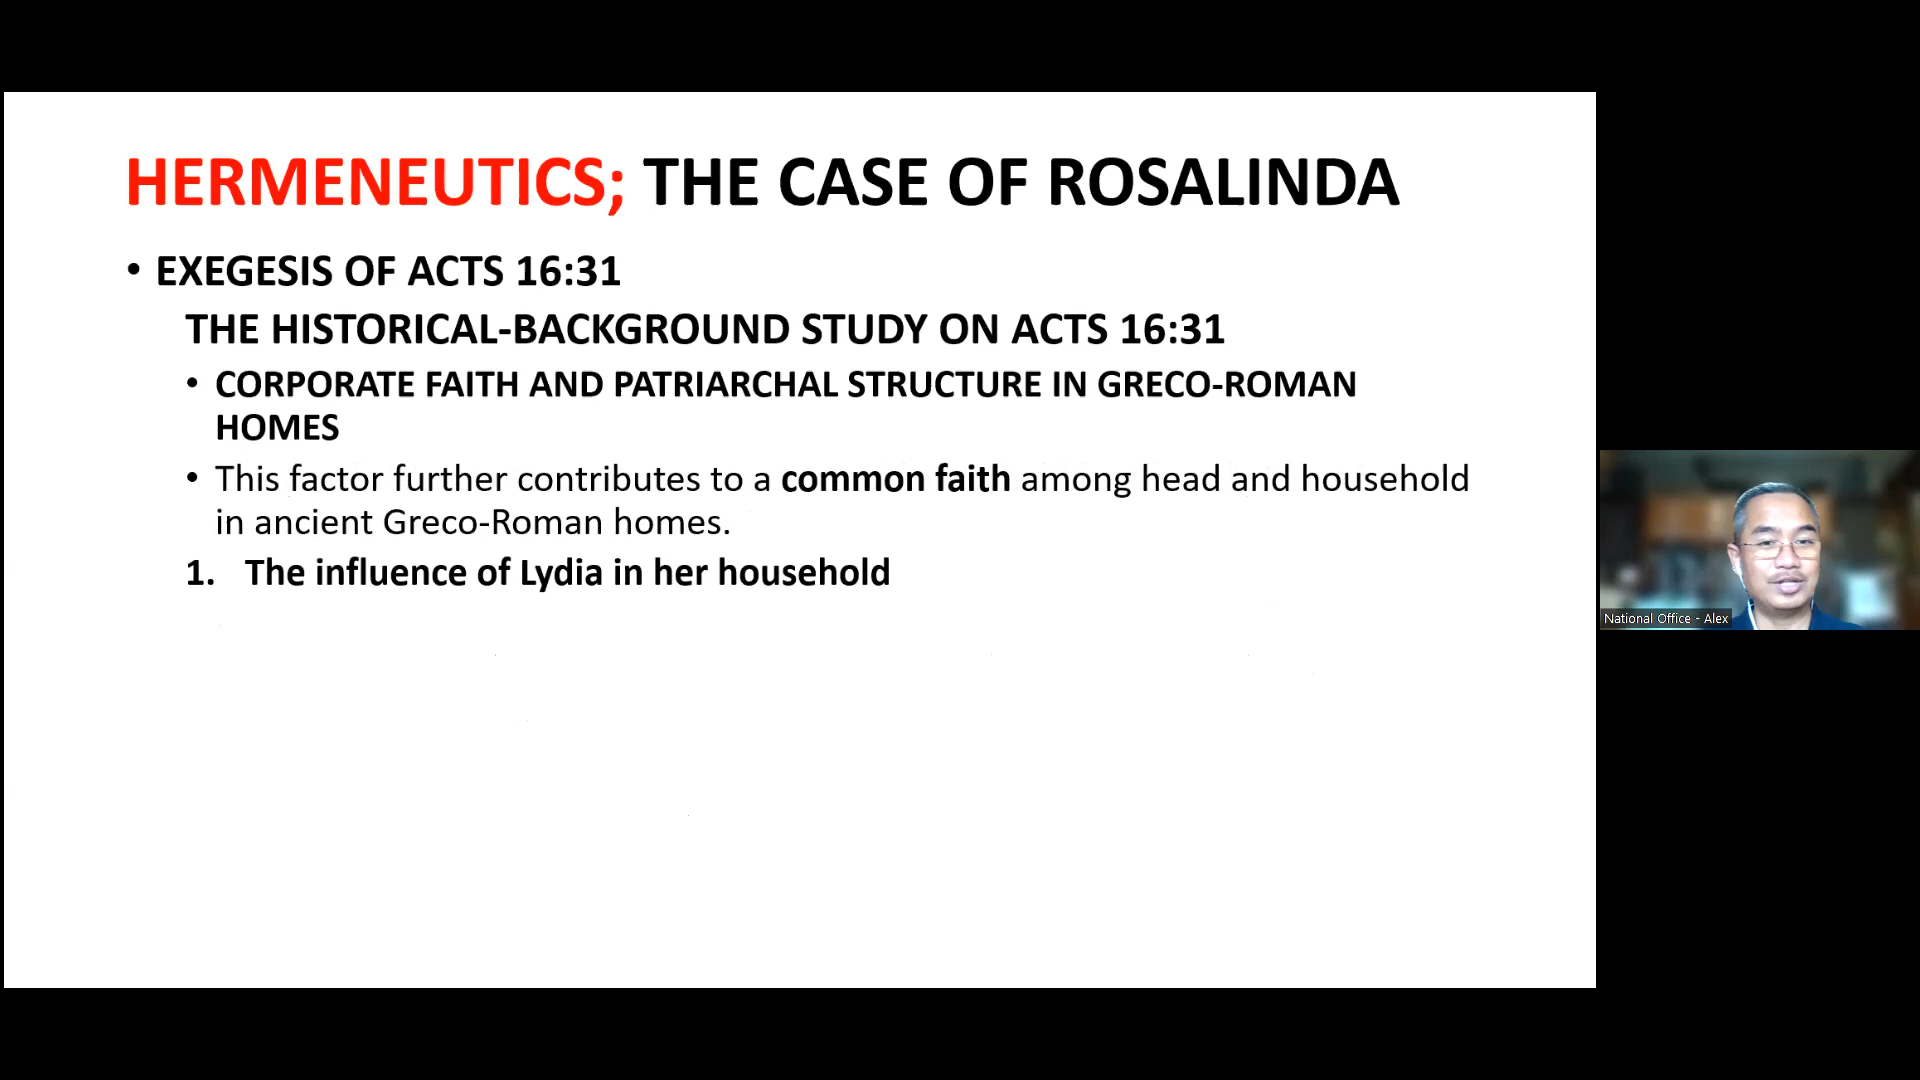 HERMENEUTICS; THE CASE OF ROSALINDA
• EXEGESIS OF ACTS 16:31
THE HISTORICAL-BACKGROUND STUDY ON ACTS 16:31
• CORPORATE FAITH AND PATRIARCHAL STRUCTURE IN GRECO-ROMAN
HOMES
• This factor further contributes to a common faith among head and household
in ancient Greco-Roman homes.
1. The influence of Lydia in her household
National Office - Alex